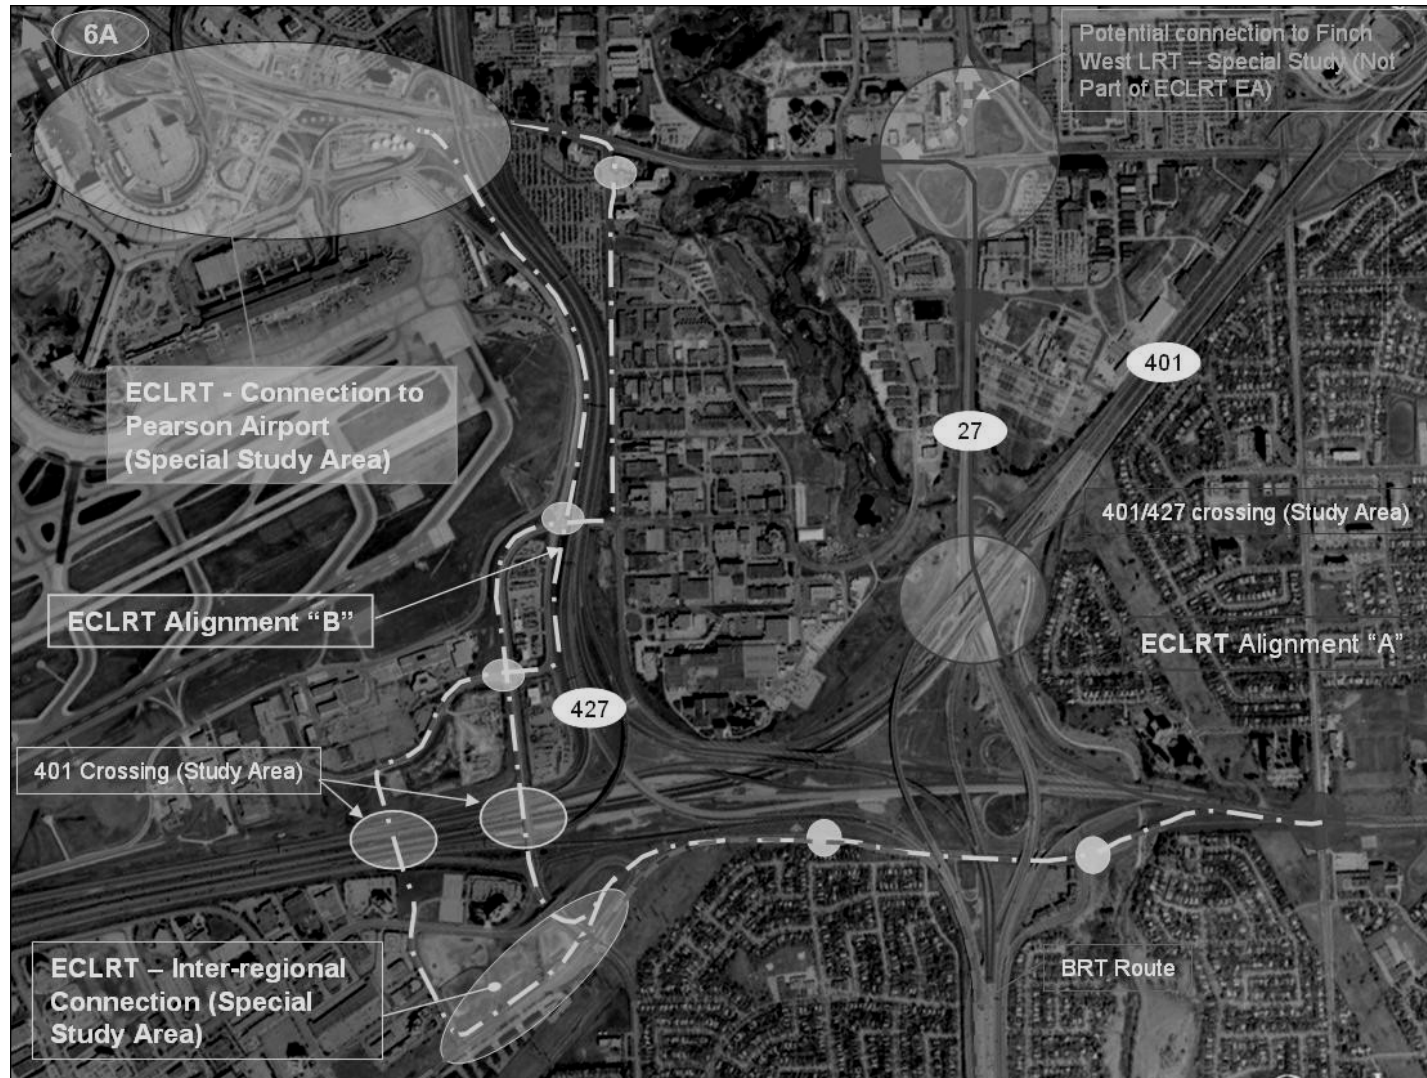 6A
Potential connection to Finch
West LRT – Special Study (Not
Part of ECLRT EA)
401
ECLRT - Connection to
Pearson Airport
(Special Study Area)
27
401/427 crossing (Study Area)
ECLRT Alignment “B”
ECLRT Alignment “A”
427
401 Crossing (Study Area)
ECLRT – Inter-regional
Connection (Special
Study Area)
BRT Route